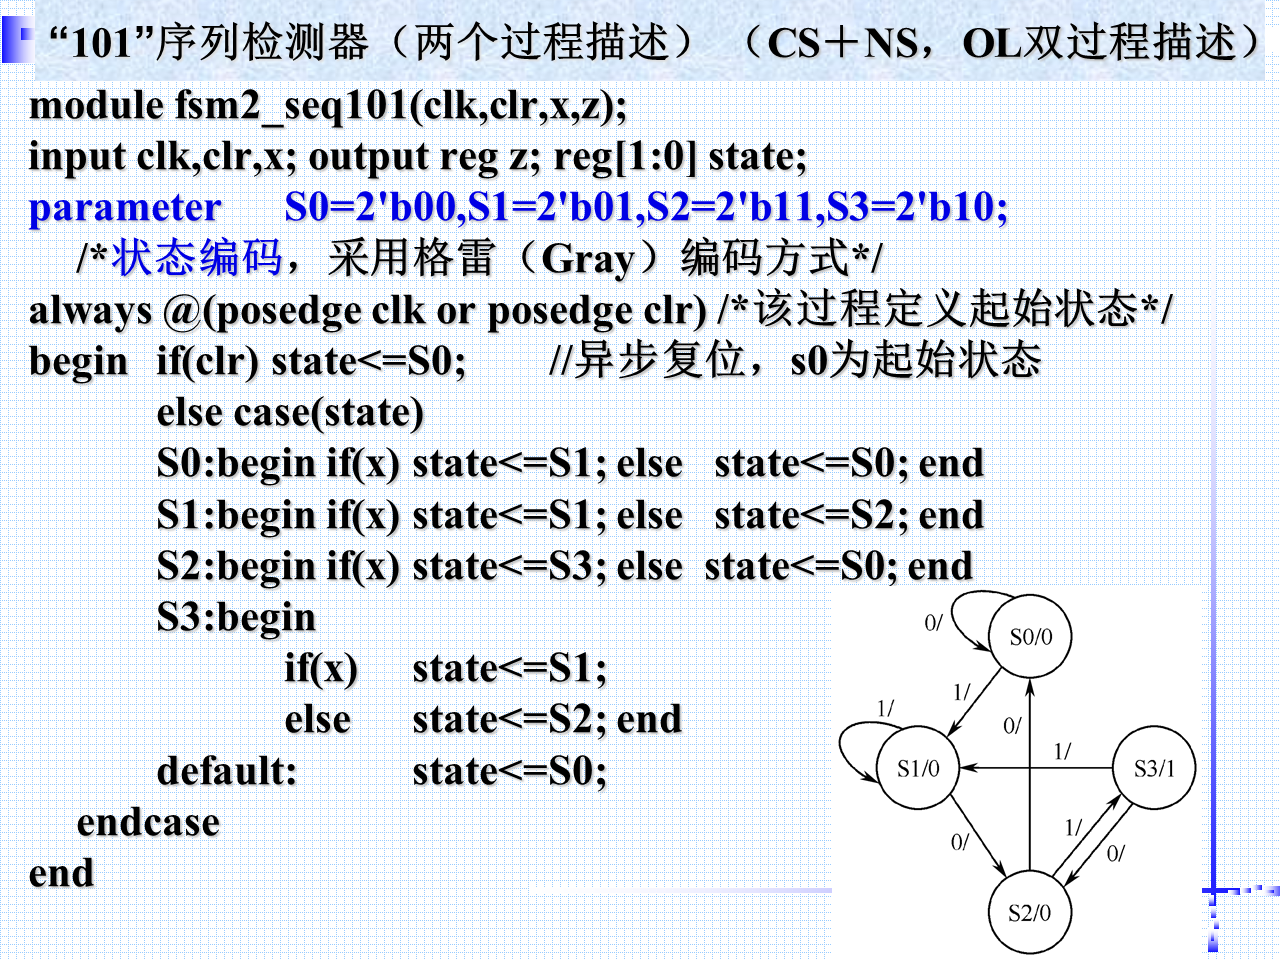 “101”序列检测器（两个过程描述）（CS＋NS，OL双过程描述）
module fsm2_seq101(clk,clr,x,z);
input clk,clr,x; output reg z; reg[1:0] state;
parameter S0=2'b00,S1=2'b01,S2=2'b11,S3=2'b10;
/*状态编码，采用格雷（Gray）编码方式*/
always @(posedge clk or posedge clr) /*该过程定义起始状态*/
begin if(clr) state<=S0; //异步复位，s0为起始状态
else case(state)
S0:begin if(x) state<=S1; else state<=S0; end
S1:begin if(x) state<=S1; else state<=S2; end
S2:begin if(x) state<=S3; else state<=S0; end
S3:begin
if(x) state<=S1;
else state<=S2; end
default: state<=S0;
endcase
end
0/
S0/0
1/
1/
0/
1/
S1/0
S3/1
0/
1/
0/
S2/0